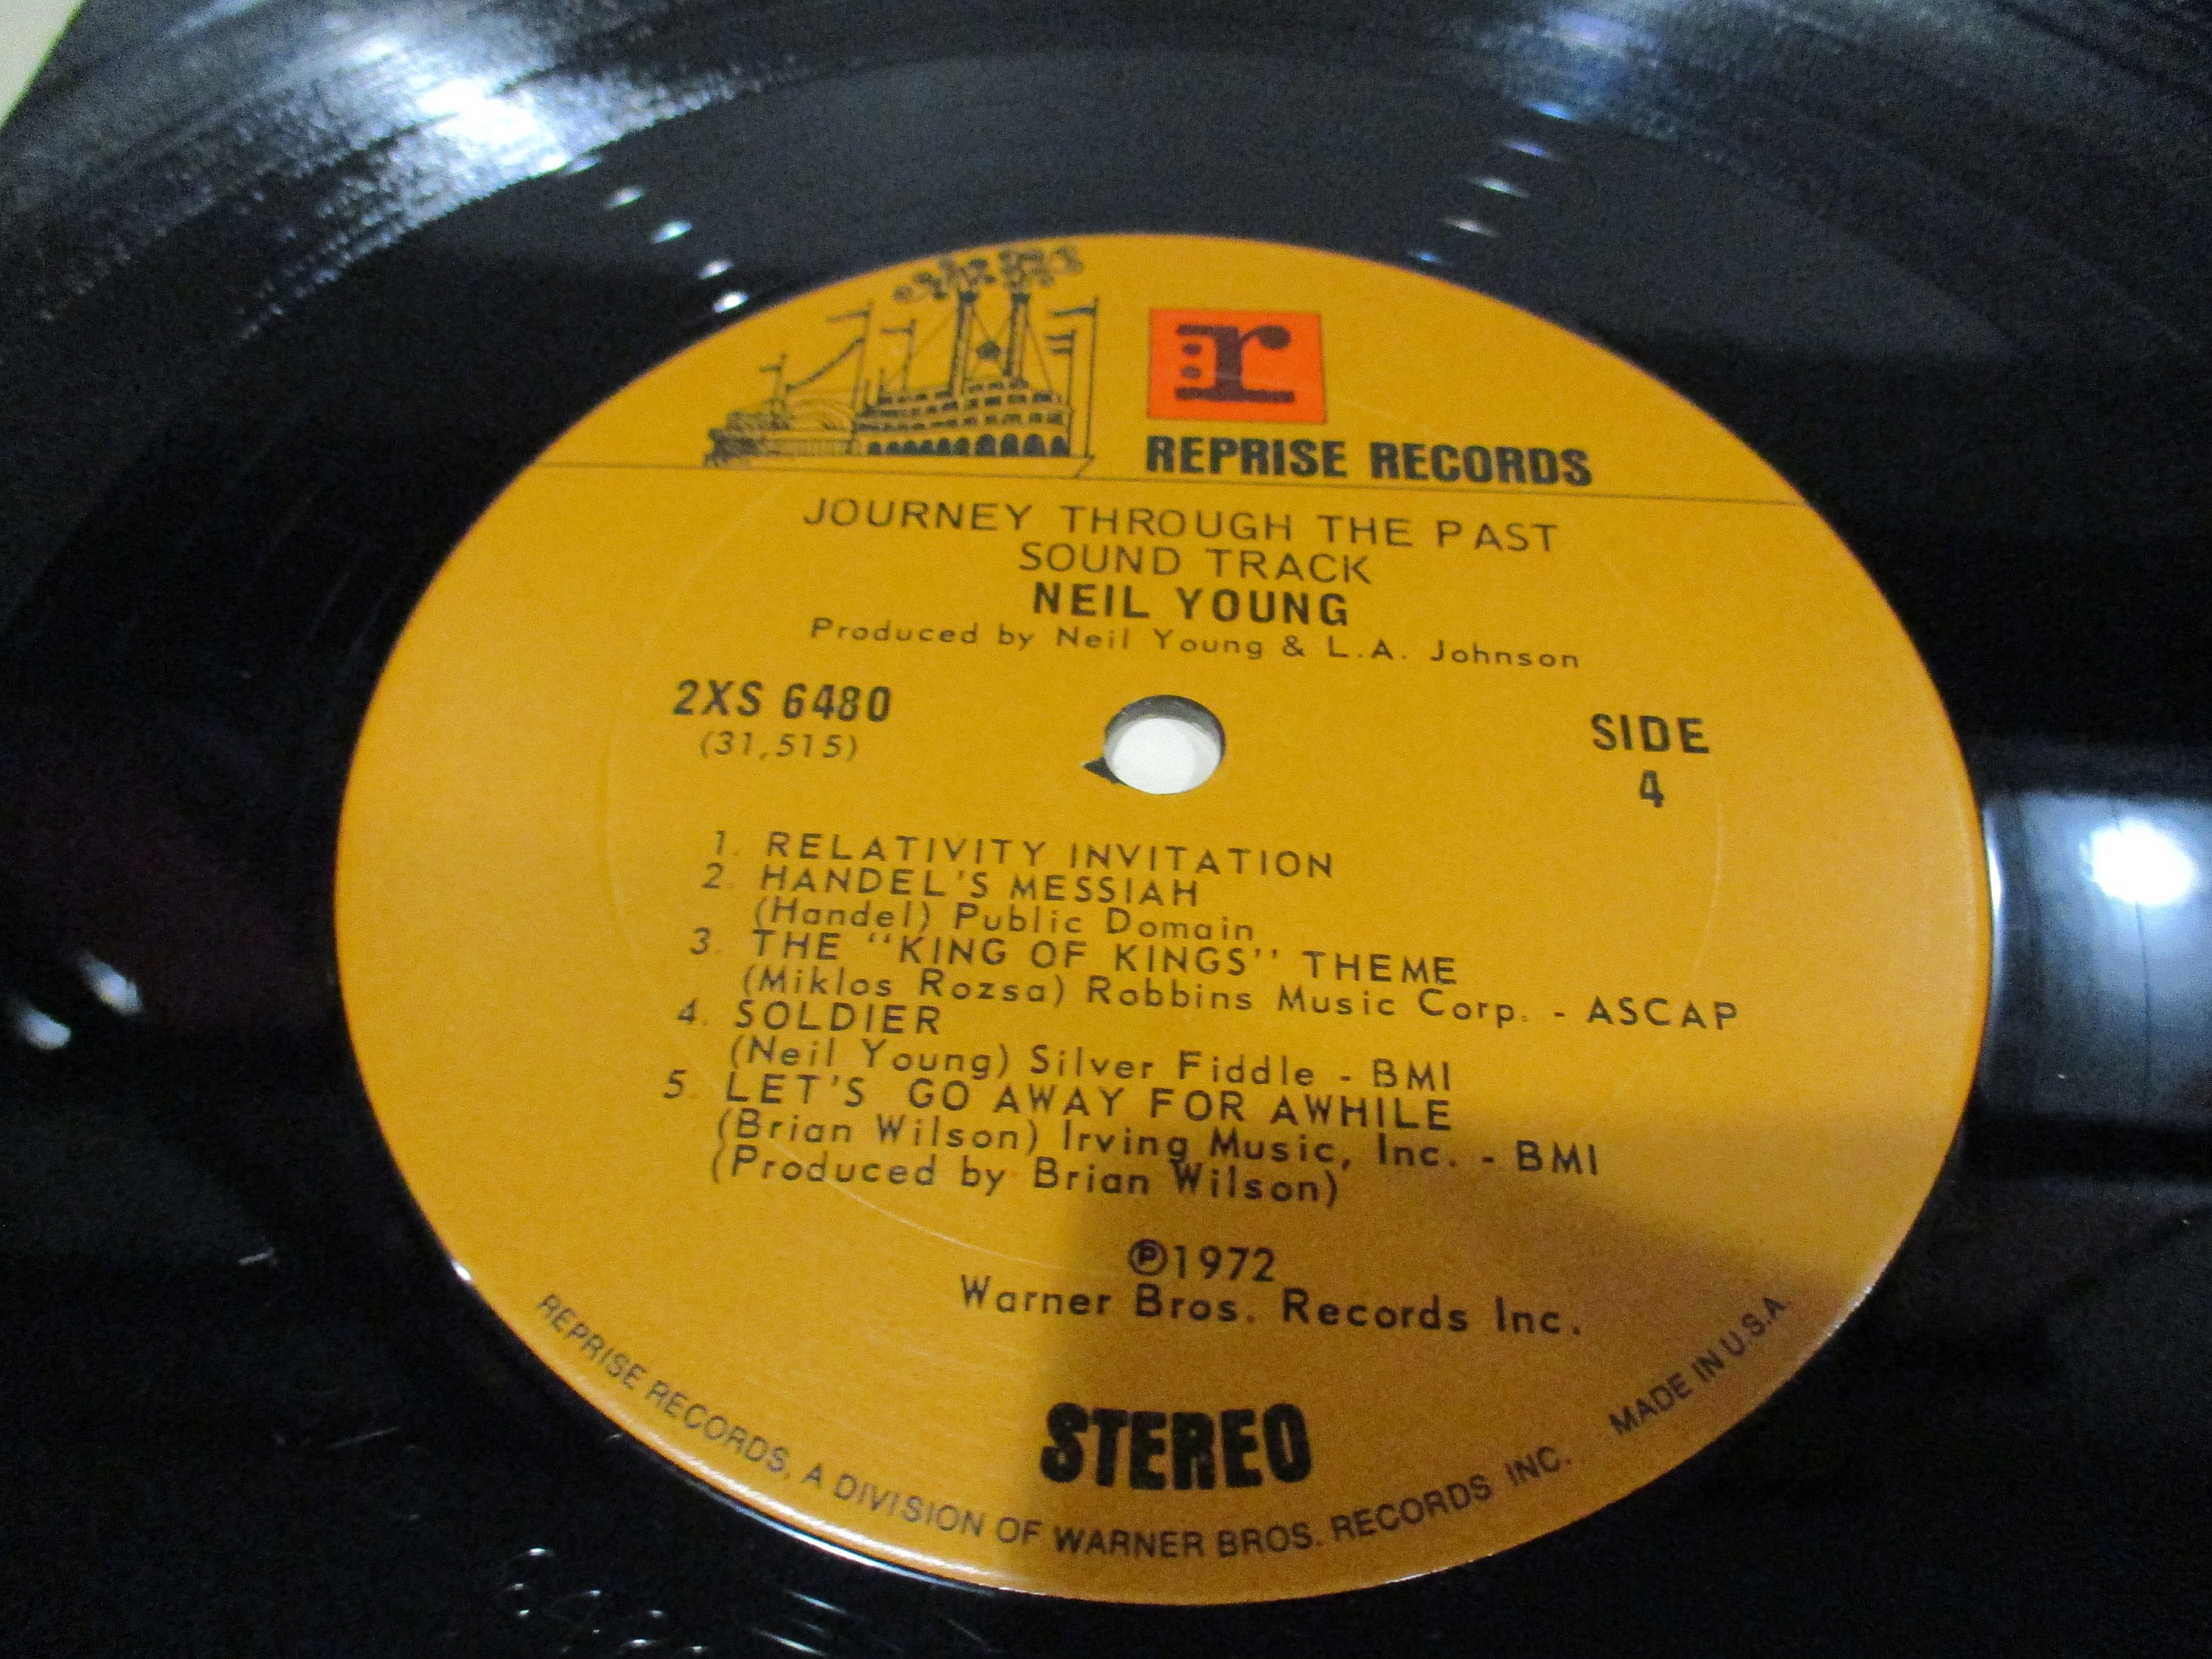 r
REPRISE RECORDS
JOURNEY THROUGH THE PAST
SOUND TRACK
NEIL YOUNG
Produced by Neil Young & L.A. Johnson
2XS 6480
(31,515)
SIDE
4
1. RELATIVITY INVITATION
2. HANDEL'S MESSIAH
(Handel) Public Domain
3. THE "KING OF KINGS" THEME
(Miklos Rozsa) Robbins Music Corp. - ASCAP
4. SOLDIER
(Neil Young) Silver Fiddle - BMI
5. LET'S GO AWAY FOR AWHILE
(Brian Wilson) Irving Music, Inc. - BMI
(Produced by Brian Wilson)
℗1972
Warner Bros. Records Inc.
STEREO
REPRISE RECORDS, A DIVISION OF WARNER BROS. RECORDS INC. MADE IN U.S.A.